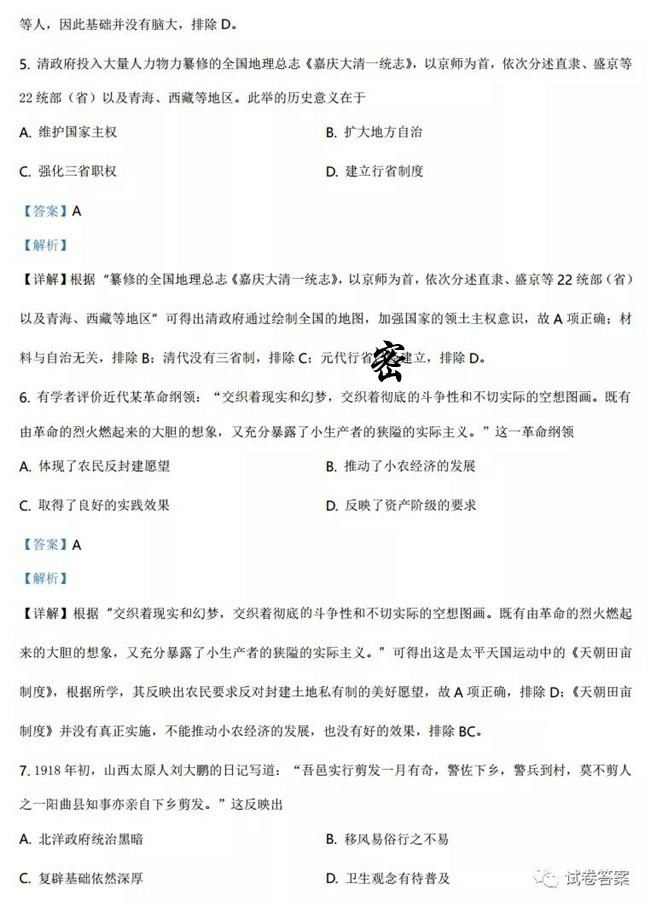 等人，因此基础并没有脑大，排除 D。
5. 清政府投入大量人力物力纂修的全国地理总志《嘉庆大清一统志》，以京师为首，依次分述直隶、盛京等
22 统部（省）以及青海、西藏等地区。此举的历史意义在于
A. 维护国家主权 B. 扩大地方自治
C. 强化三省职权 D. 建立行省制度
【答案】A
【解析】
【详解】根据“纂修的全国地理总志《嘉庆大清一统志》，以京师为首，依次分述直隶、盛京等 22 统部（省）
以及青海、西藏等地区”可得出清政府通过绘制全国的地图，加强国家的领土主权意识，故 A 项正确；材
料与自治无关，排除 B；清代没有三省制，排除 C；元代行省 密 建立，排除 D。
6. 有学者评价近代某革命纲领：“交织着现实和幻梦，交织着彻底的斗争性和不切实际的空想图画。既有
由革命的烈火燃起来的大胆的想象，又充分暴露了小生产者的狭隘的实际主义。”这一革命纲领
A. 体现了农民反封建愿望 B. 推动了小农经济的发展
C. 取得了良好的实践效果 D. 反映了资产阶级的要求
【答案】A
【解析】
【详解】根据“交织着现实和幻梦，交织着彻底的斗争性和不切实际的空想图画。既有由革命的烈火燃起
来的大胆的想象，又充分暴露了小生产者的狭隘的实际主义。”可得出这是太平天国运动中的《天朝田亩
制度》，根据所学，其反映出农民要求反对封建土地私有制的美好愿望，故 A 项正确，排除 D；《天朝田亩
制度》并没有真正实施，不能推动小农经济的发展，也没有好的效果，排除 BC。
7. 1918 年初，山西太原人刘大鹏的日记写道：“吾邑实行剪发一月有奇，警佐下乡，警兵到村，莫不剪人
之一阳曲县知事亦亲自下乡剪发。”这反映出
A. 北洋政府统治黑暗 B. 移风易俗行之不易
C. 复辟基础依然深厚 D. 卫生观念有待普及
试卷答案